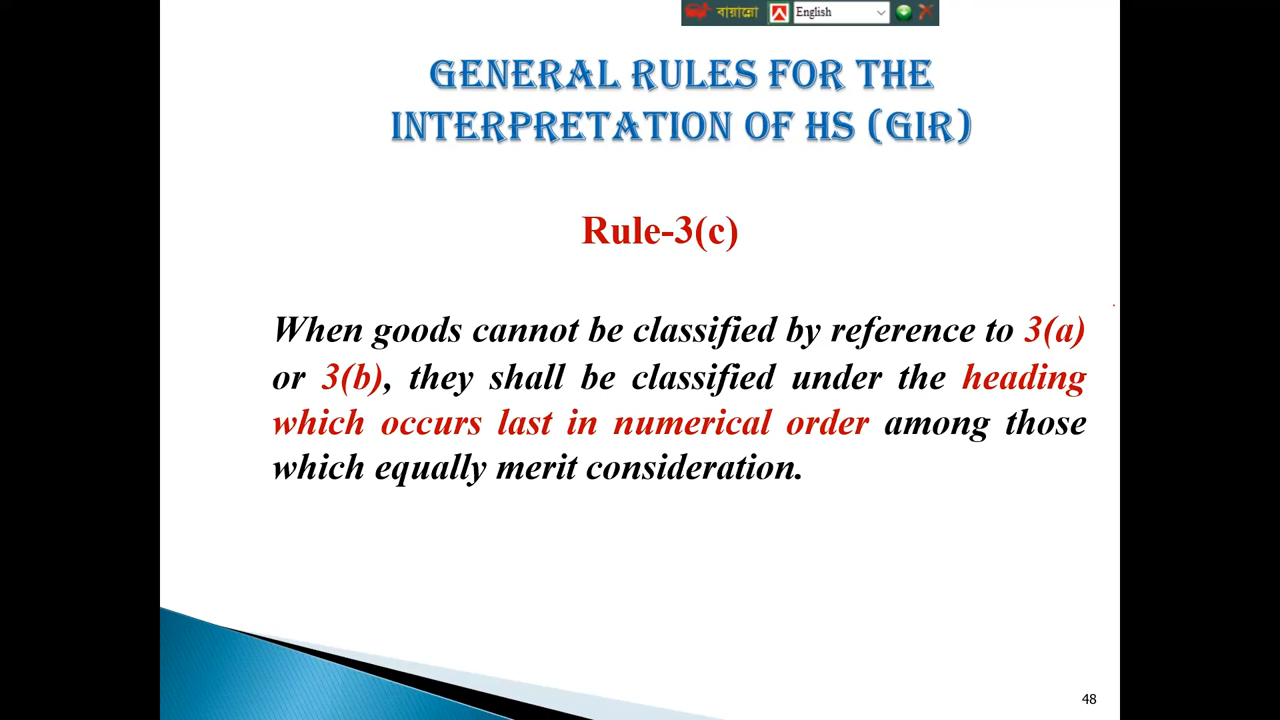 বায়ান্নো English
GENERAL RULES FOR THE
INTERPRETATION OF HS (GIR)
Rule-3(c)
When goods cannot be classified by reference to 3(a)
or 3(b), they shall be classified under the heading
which occurs last in numerical order among those
which equally merit consideration.
48